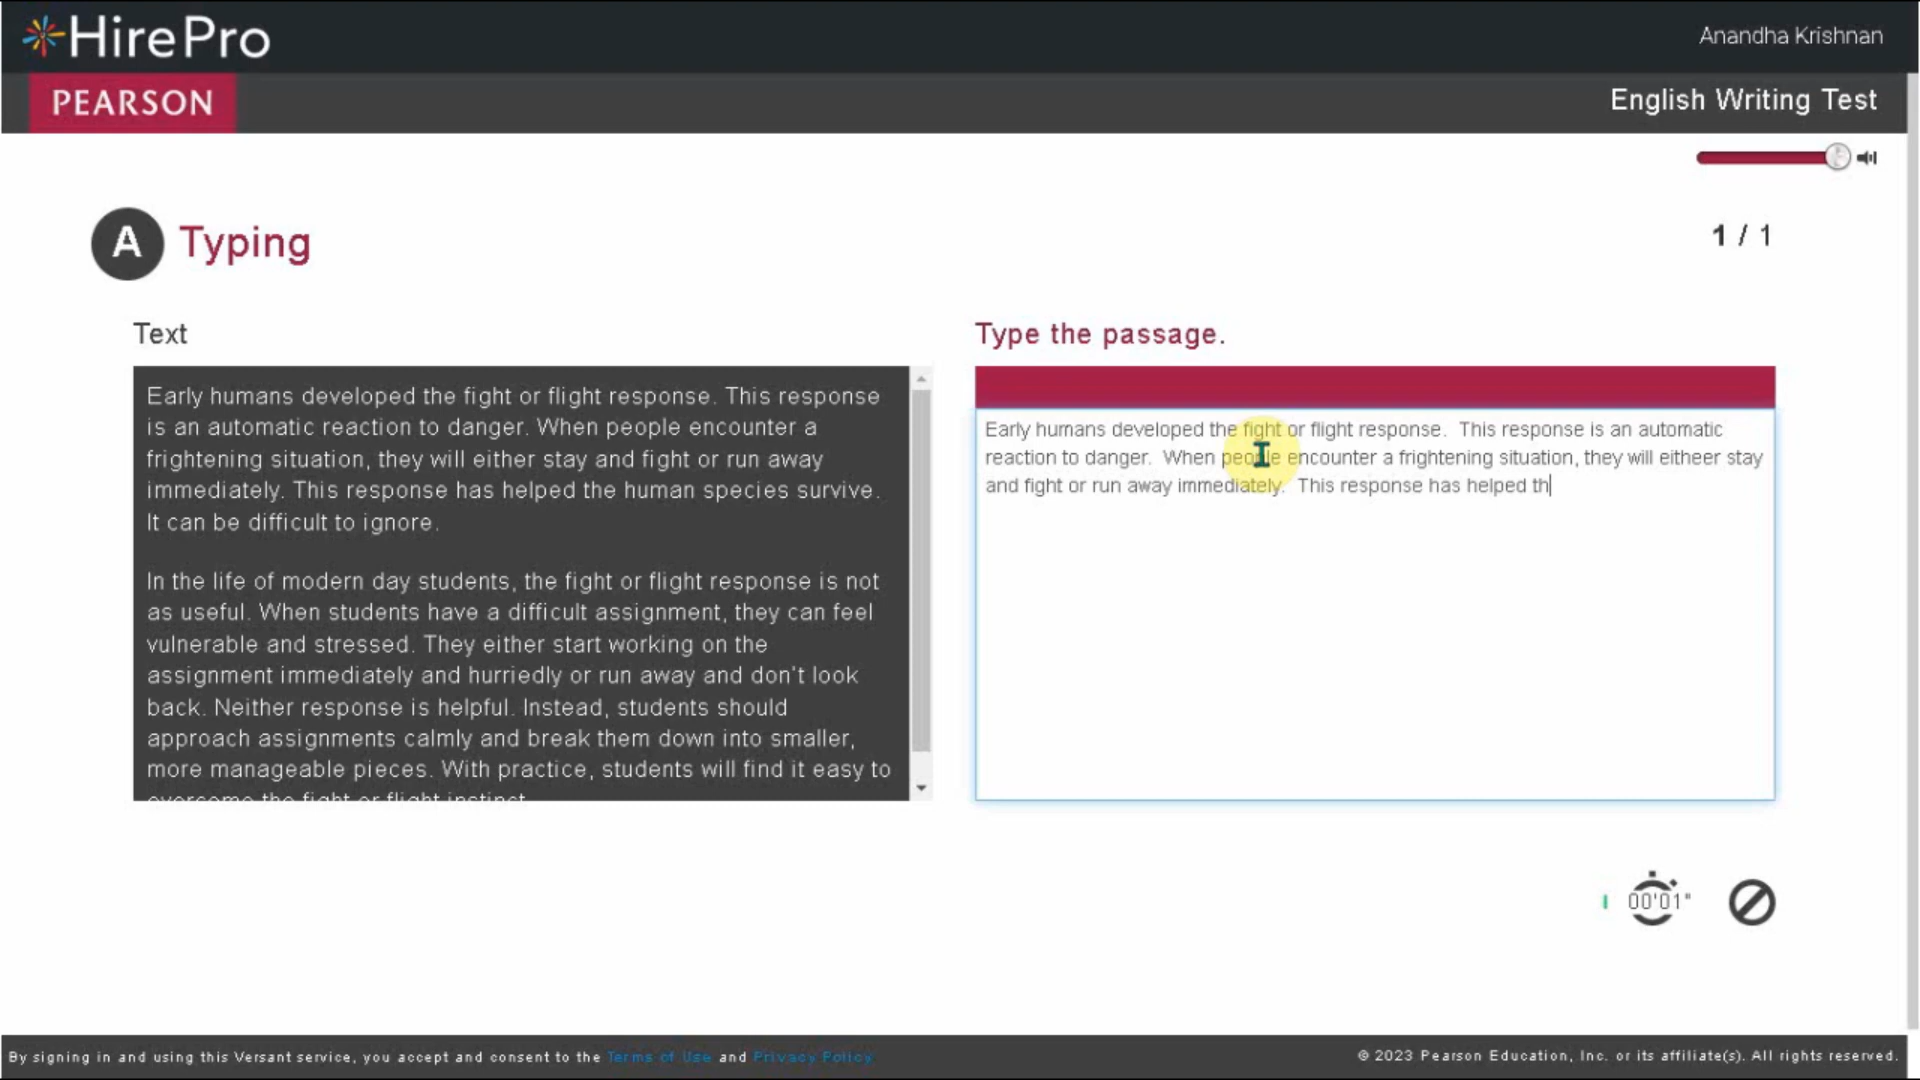 HirePro
Anandha Krishnan
PEARSON
English Writing Test
A Typing
1 / 1
Text
Early humans developed the fight or flight response. This response
is an automatic reaction to danger. When people encounter a
frightening situation, they will either stay and fight or run away
immediately. This response has helped the human species survive.
It can be difficult to ignore.
In the life of modern day students, the fight or flight response is not
as useful. When students have a difficult assignment, they can feel
vulnerable and stressed. They either start working on the
assignment immediately and hurriedly or run away and don't look
back. Neither response is helpful. Instead, students should
approach assignments calmly and break them down into smaller,
more manageable pieces. With practice, students will find it easy to
overcome the fight or flight instinct.
Type the passage.
Early humans developed the fight or flight response.  This response is an automatic
reaction to danger.  When people encounter a frightening situation, they will eitheer stay
and fight or run away immediately.  This response has helped th
00'01"
By signing in and using this Versant service, you accept and consent to the Terms of Use and Privacy Policy
© 2023 Pearson Education, Inc. or its affiliate(s). All rights reserved.